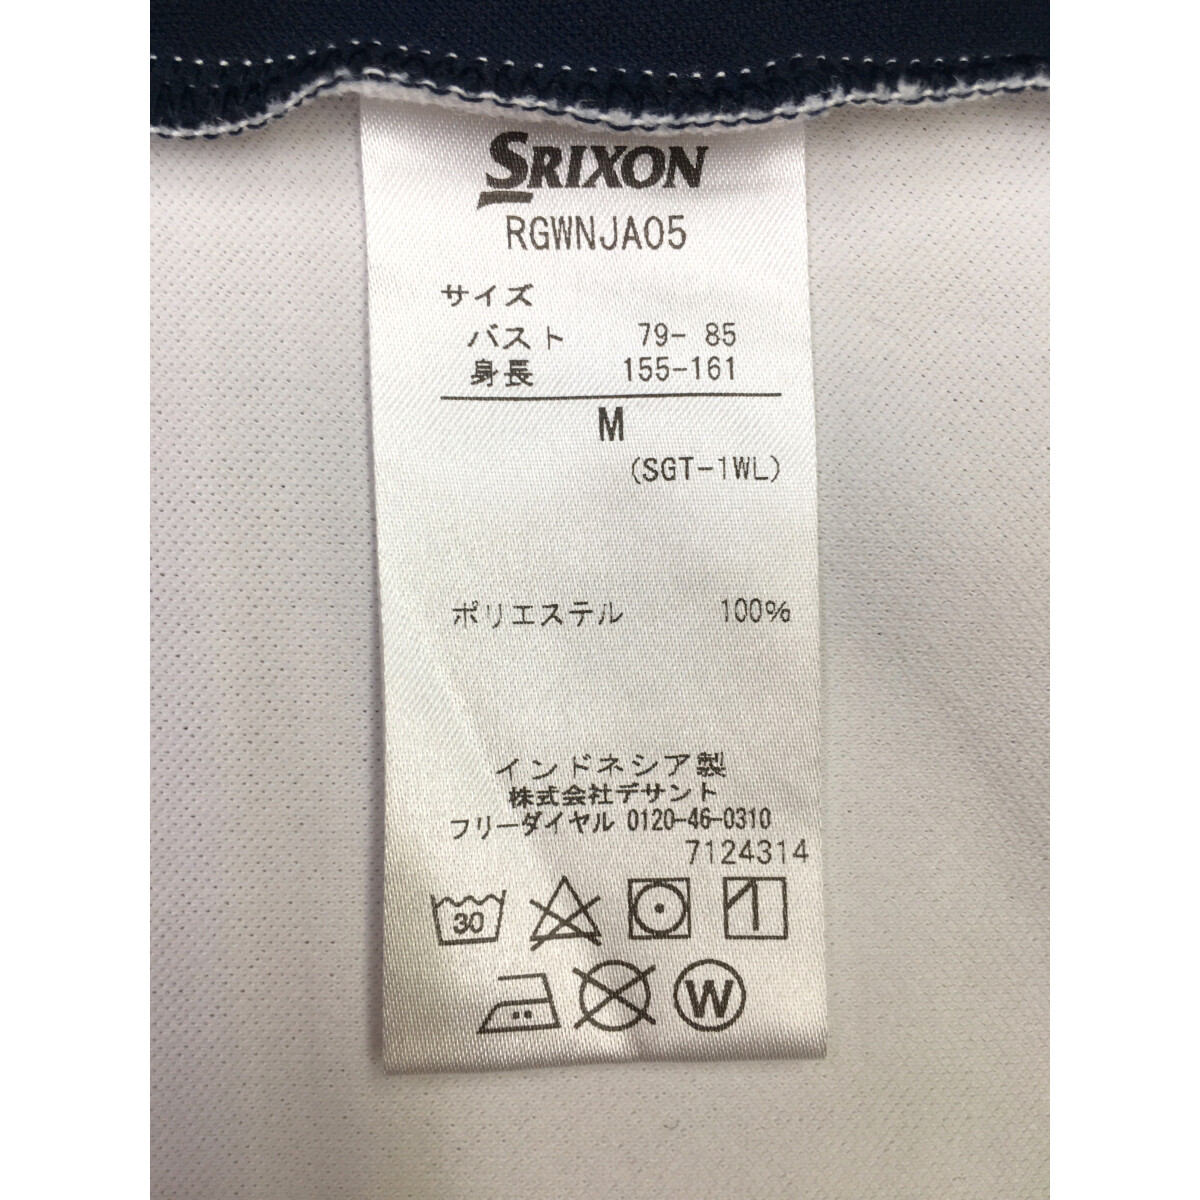 SRIXON
RGWNJA05
サイズ
バスト 79- 85
身長 155-161
M
(SGT-1WL)
ポリエステル 100%
インドネシア製
株式会社デサント
フリーダイヤル 0120-46-0310
7124314
30
W